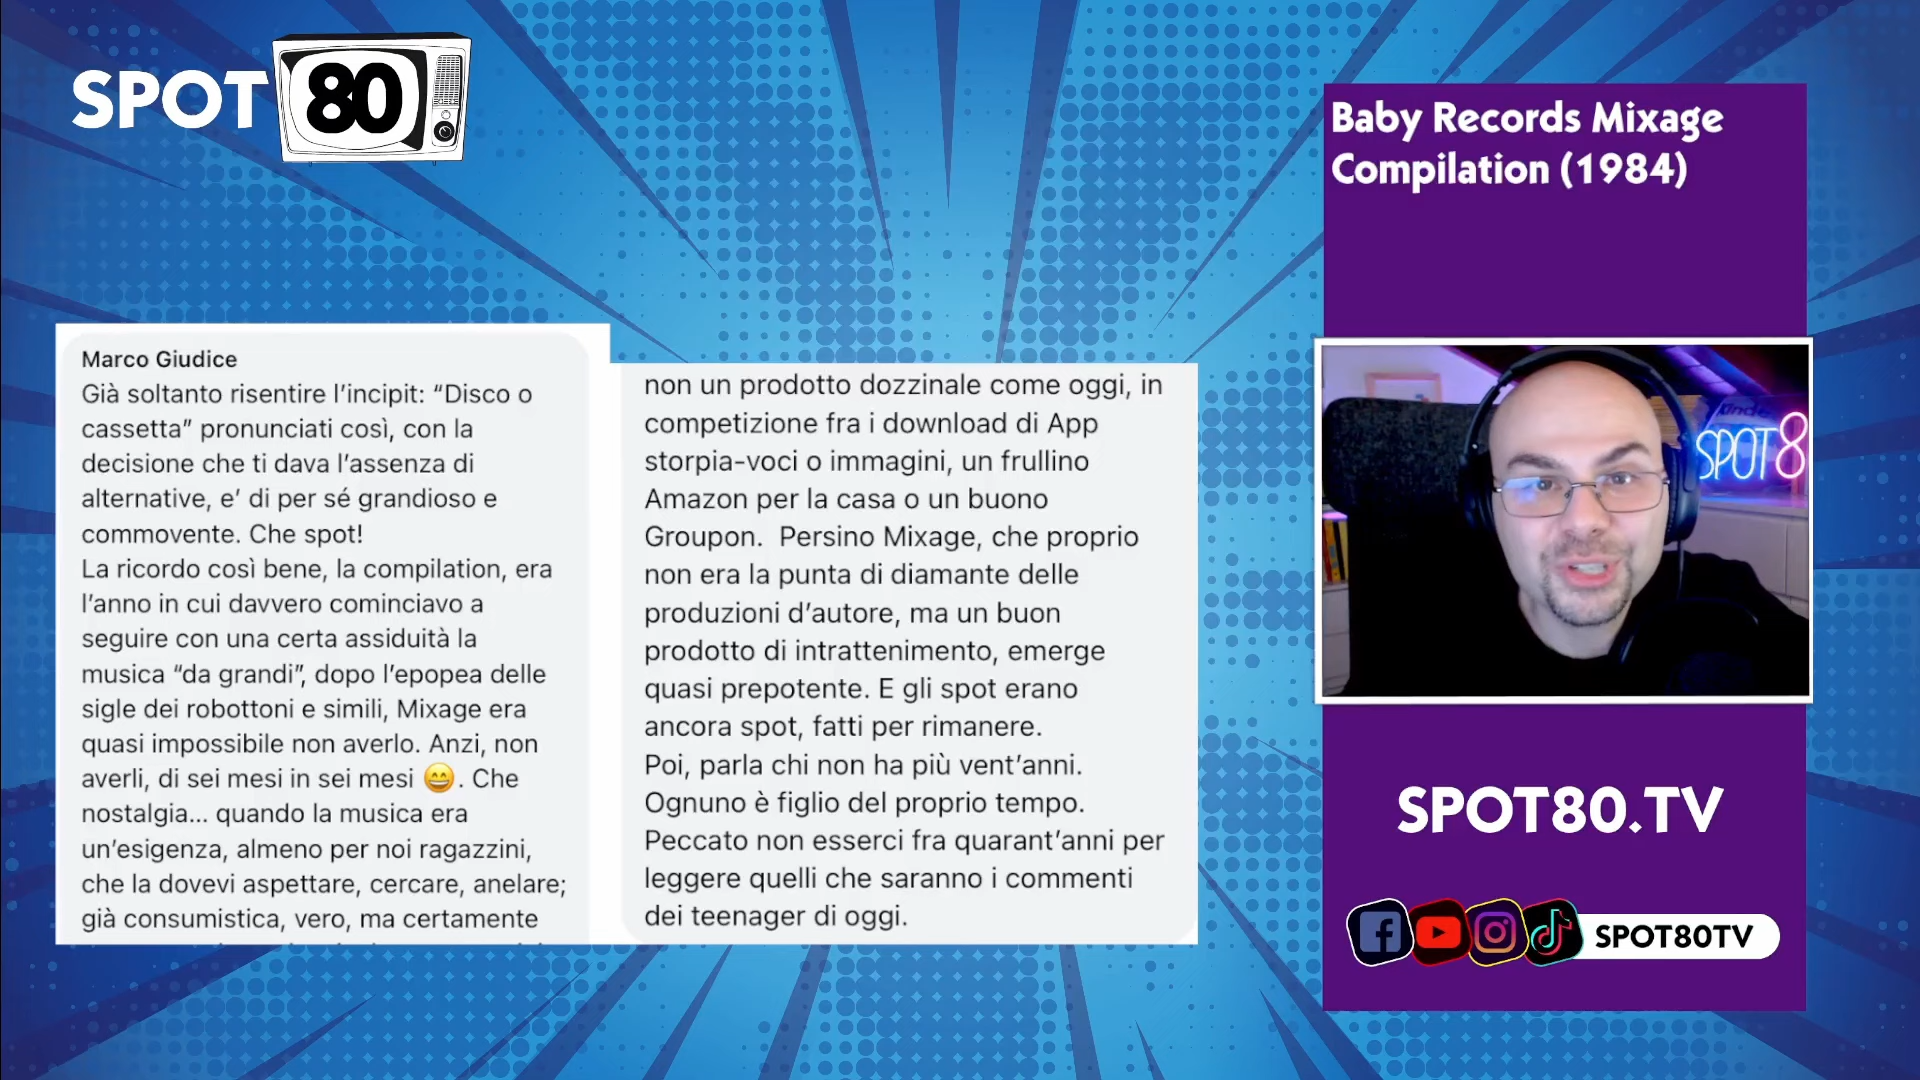 SPOT 80
Baby Records Mixage
Compilation (1984)
Marco Giudice
Già soltanto risentire l’incipit: “Disco o
cassetta” pronunciati così, con la
decisione che ti dava l’assenza di
alternative, e’ di per sé grandioso e
commovente. Che spot!
La ricordo così bene, la compilation, era
l’anno in cui davvero cominciavo a
seguire con una certa assiduità la
musica “da grandi”, dopo l’epopea delle
sigle dei robottoni e simili, Mixage era
quasi impossibile non averlo. Anzi, non
averli, di sei mesi in sei mesi 😄. Che
nostalgia... quando la musica era
un’esigenza, almeno per noi ragazzini,
che la dovevi aspettare, cercare, anelare;
già consumistica, vero, ma certamente
non un prodotto dozzinale come oggi, in
competizione fra i download di App
storpia-voci o immagini, un frullino
Amazon per la casa o un buono
Groupon.  Persino Mixage, che proprio
non era la punta di diamante delle
produzioni d’autore, ma un buon
prodotto di intrattenimento, emerge
quasi prepotente. E gli spot erano
ancora spot, fatti per rimanere.
Poi, parla chi non ha più vent’anni.
Ognuno è figlio del proprio tempo.
Peccato non esserci fra quarant’anni per
leggere quelli che saranno i commenti
dei teenager di oggi.
kinder
SPOT8
SPOT80.TV
SPOT80TV